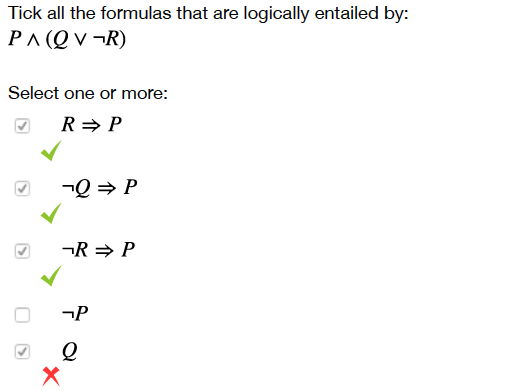 Tick all the formulas that are logically entailed by:
P ∧ (Q ∨ ¬R)
Select one or more:
R ⇒ P
¬Q ⇒ P
¬R ⇒ P
¬P
Q